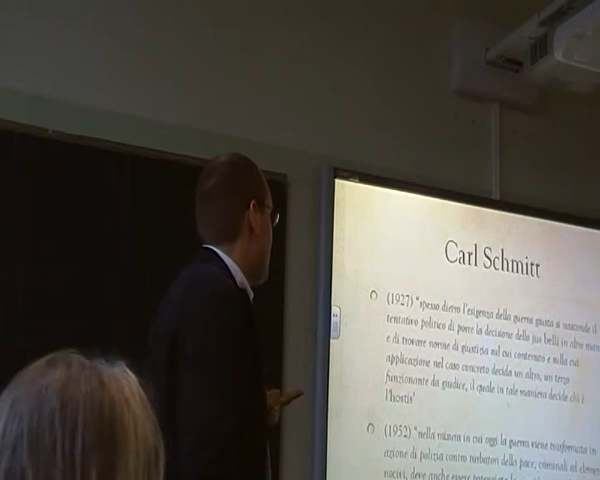 Carl Schmitt
(1927) "spesso dietro l'esigenza della guerra giusta si nasconde il
tentativo politico di porre la decisione dello jus belli in altre mani
e di trovare norme di giustizia sul cui contenuto e sulla cui
applicazione nel caso concreto decida un altro, un terzo
funzionante da giudice, il quale in tale maniera decide chi è
l'hostis"
(1952) "nella misura in cui oggi la guerra viene trasformata in
azione di polizia contro turbatori della pace, criminali ed elementi
nocivi, deve anche essere